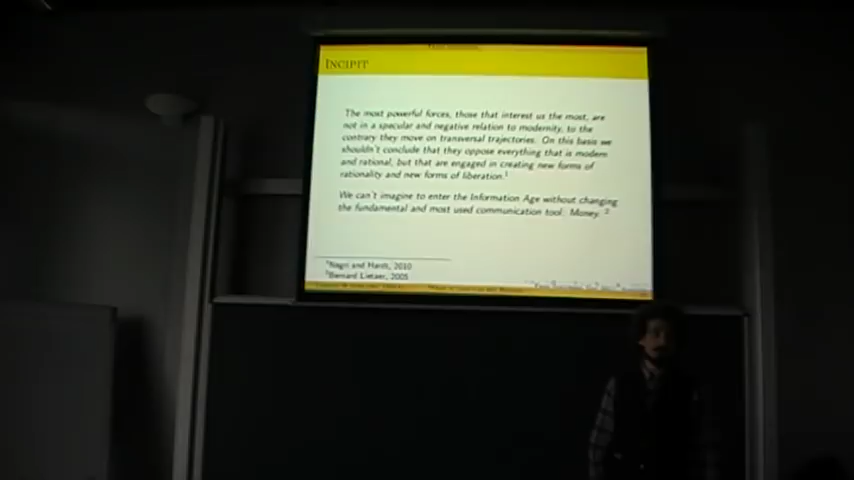 INCIPIT
The most powerful forces, those that interest us the most, are
not in a specular and negative relation to modernity, to the
contrary they move on transversal trajectories. On this basis we
shouldn't conclude that they oppose everything that is modern
and rational, but that are engaged in creating new forms of
rationality and new forms of liberation.1
We can't imagine to enter the Information Age without changing
the fundamental and most used communication tool: Money. 2
1Negri and Hardt, 2010
2Bernard Lietaer, 2005